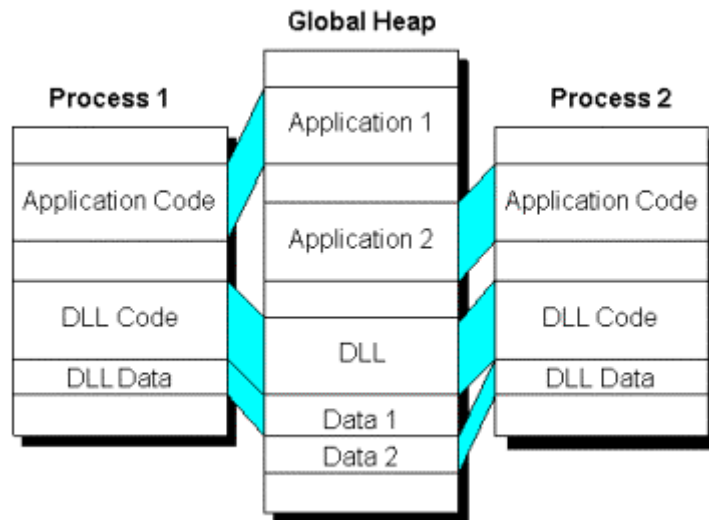 Global Heap
Process 1
Process 2
Application 1
Application Code
Application Code
Application 2
DLL Code
DLL Code
DLL
DLL Data
DLL Data
Data 1
Data 2